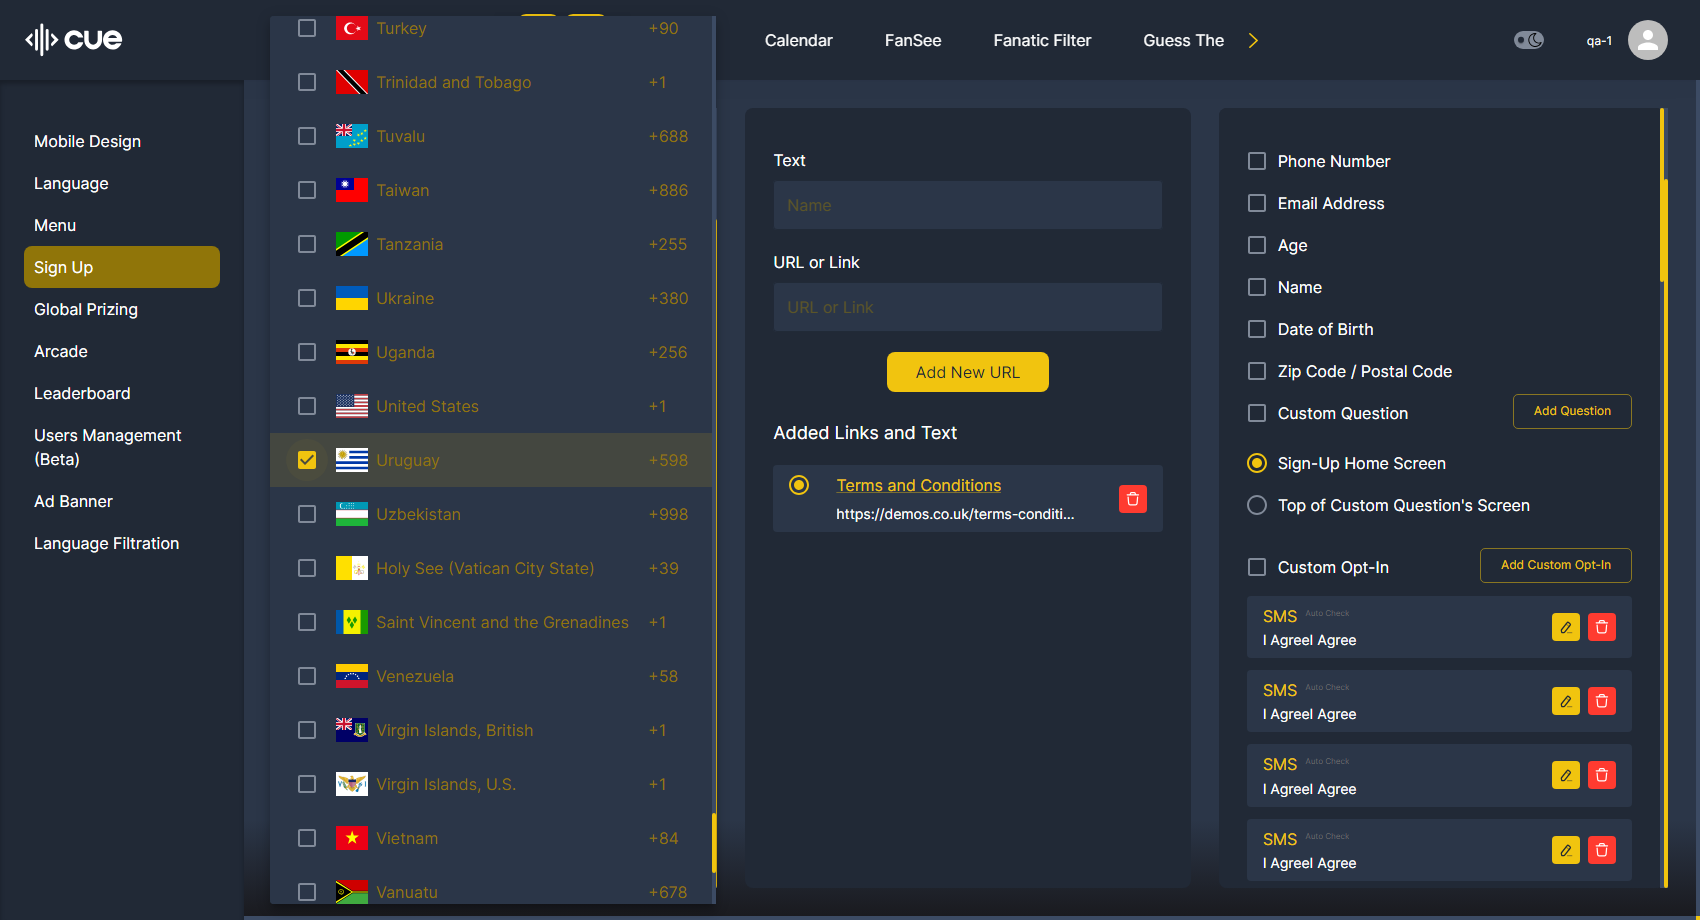 cue
Calendar
FanSee
Fanatic Filter
Guess The
qa-1
Mobile Design
Language
Menu
Sign Up
Global Prizing
Arcade
Leaderboard
Users Management
(Beta)
Ad Banner
Language Filtration
Turkey +90
Trinidad and Tobago +1
Tuvalu +688
Taiwan +886
Tanzania +255
Ukraine +380
Uganda +256
United States +1
Uruguay +598
Uzbekistan +998
Holy See (Vatican City State) +39
Saint Vincent and the Grenadines +1
Venezuela +58
Virgin Islands, British +1
Virgin Islands, U.S. +1
Vietnam +84
Vanuatu +678
Text
Name
URL or Link
URL or Link
Add New URL
Added Links and Text
Terms and Conditions
https://demos.co.uk/terms-conditi...
Phone Number
Email Address
Age
Name
Date of Birth
Zip Code / Postal Code
Custom Question
Add Question
Sign-Up Home Screen
Top of Custom Question's Screen
Custom Opt-In
Add Custom Opt-In
SMS Auto Check
I AgreeI Agree
SMS Auto Check
I AgreeI Agree
SMS Auto Check
I AgreeI Agree
SMS Auto Check
I AgreeI Agree